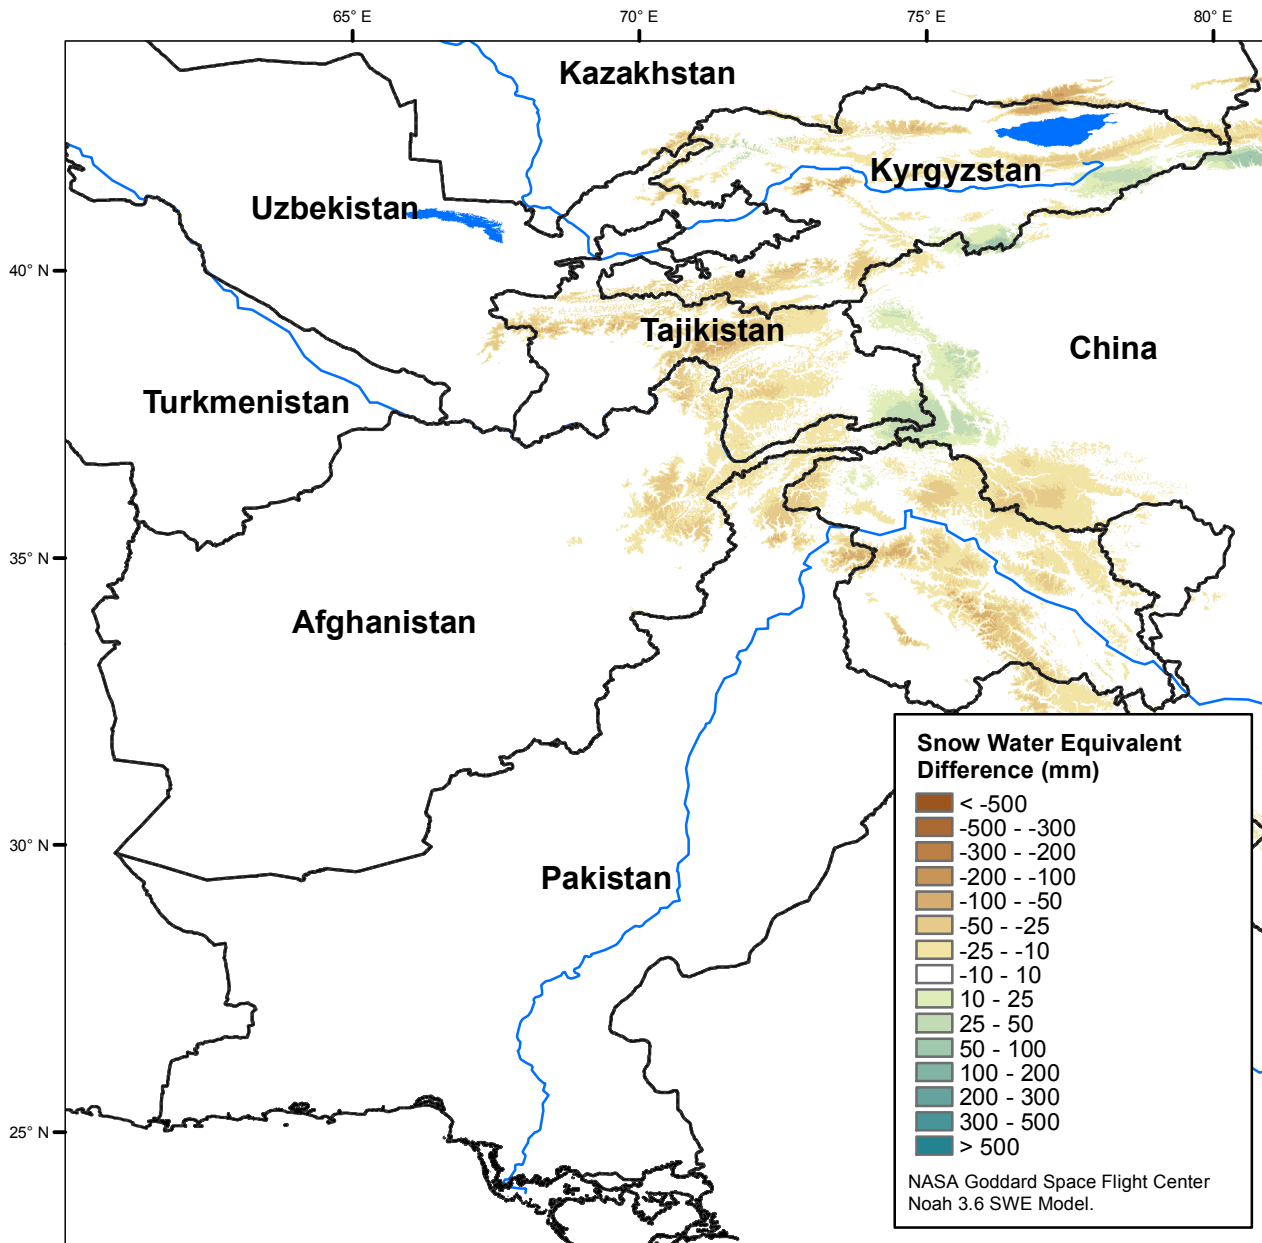 65° E
70° E
75° E
80° E
Kazakhstan
Kyrgyzstan
Uzbekistan
40° N
Tajikistan
China
Turkmenistan
35° N
Afghanistan
30° N
Pakistan
25° N
Snow Water Equivalent
Difference (mm)
< -500
-500 - -300
-300 - -200
-200 - -100
-100 - -50
-50 - -25
-25 - -10
-10 - 10
10 - 25
25 - 50
50 - 100
100 - 200
200 - 300
300 - 500
> 500
NASA Goddard Space Flight Center
Noah 3.6 SWE Model.